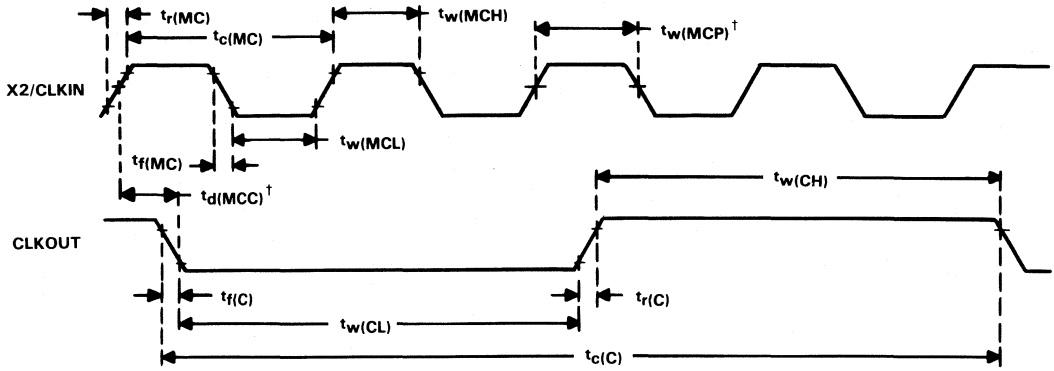 tr(MC)
tw(MCH)
tc(MC)
tw(MCP)†
X2/CLKIN
tw(MCL)
tf(MC)
td(MCC)†
tw(CH)
CLKOUT
tf(C)
tr(C)
tw(CL)
tc(C)